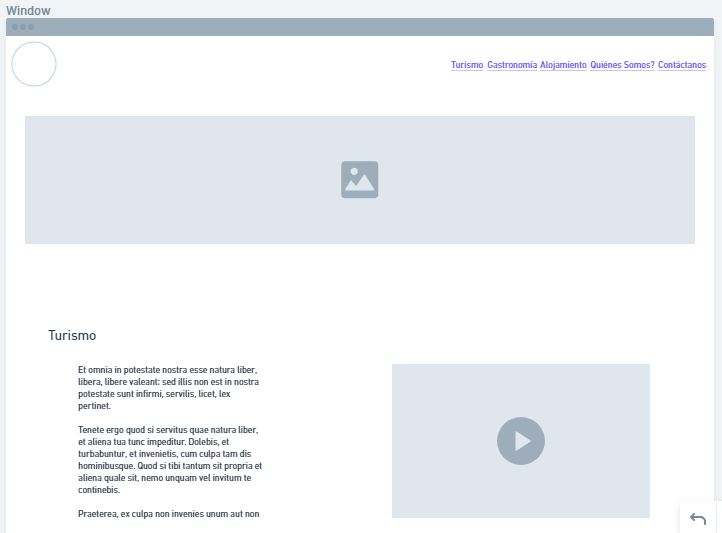 Window
Turismo Gastronomía Alojamiento Quiénes Somos? Contáctanos
Turismo
Et omnia in potestate nostra esse natura liber,
libera, libere valeant; sed illis non est in nostra
potestate sunt infirmi, servilis, licet, lex
pertinet.
Tenete ergo quod si servitus quae natura liber,
et aliena tua tunc impeditur. Dolebis, et
turbabuntur, et invenietis, cum culpa tam dis
hominibusque. Quod si tibi tantum sit propria et
aliena quale sit, nemo unquam vel invitum te
continebis.
Praeterea, ex culpa non invenies unum aut non